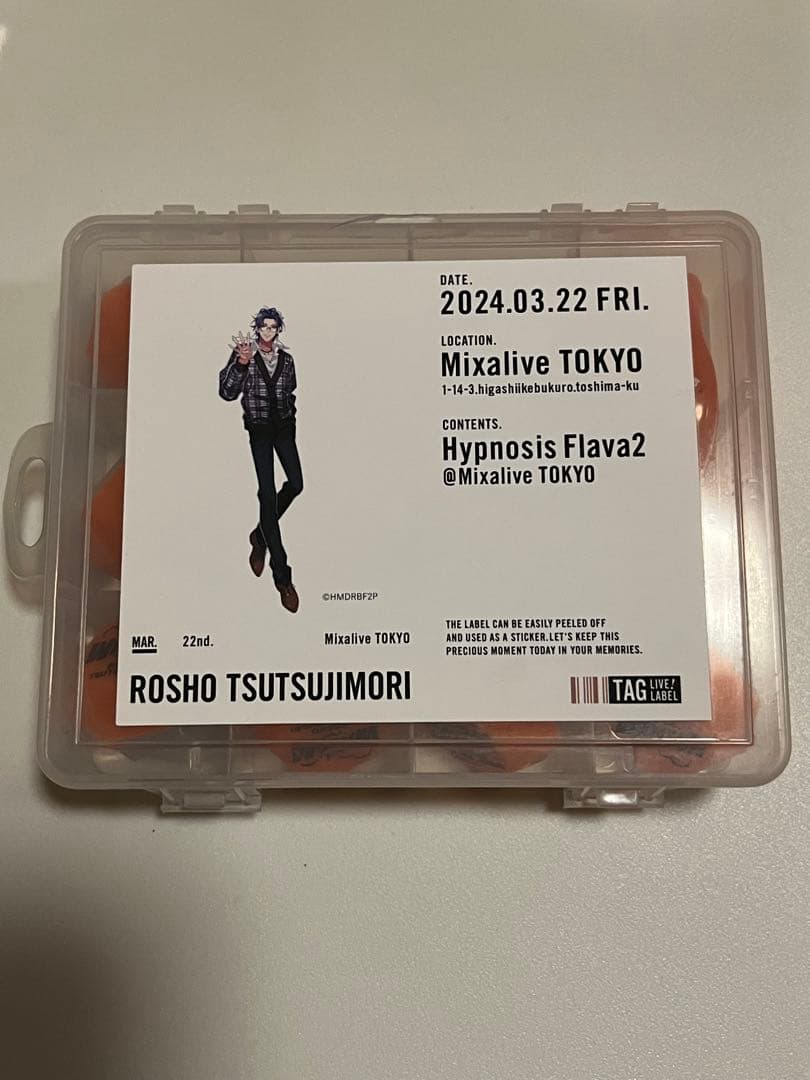 DATE.
2024.03.22 FRI.
LOCATION.
Mixalive TOKYO
1-14-3.higashiikebukuro.toshima-ku
CONTENTS.
Hypnosis Flava2
@Mixalive TOKYO
©HMDRBF2P
MAR. 22nd. Mixalive TOKYO
ROSHO TSUTSUJIMORI
THE LABEL CAN BE EASILY PEELED OFF
AND USED AS A STICKER.LET'S KEEP THIS
PRECIOUS MOMENT TODAY IN YOUR MEMORIES.
TAG LIVE! LABEL